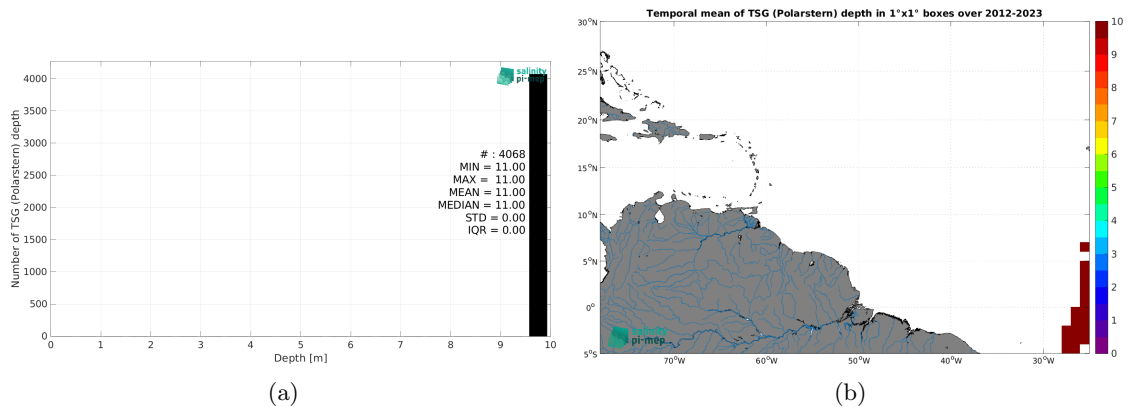 Number of TSG (Polarstern) depth
4000
3500
3000
2500
2000
1500
1000
500
0
salinity
pi-mep
# : 4068
MIN = 11.00
MAX = 11.00
MEAN = 11.00
MEDIAN = 11.00
STD = 0.00
IQR = 0.00
0 1 2 3 4 5 6 7 8 9 10
Depth [m]
(a)
Temporal mean of TSG (Polarstern) depth in 1°x1° boxes over 2012-2023
30°N
25°N
20°N
15°N
10°N
5°N
0°
5°S
salinity
pi-mep
70°W 60°W 50°W 40°W 30°W
10
9
8
7
6
5
4
3
2
1
0
(b)